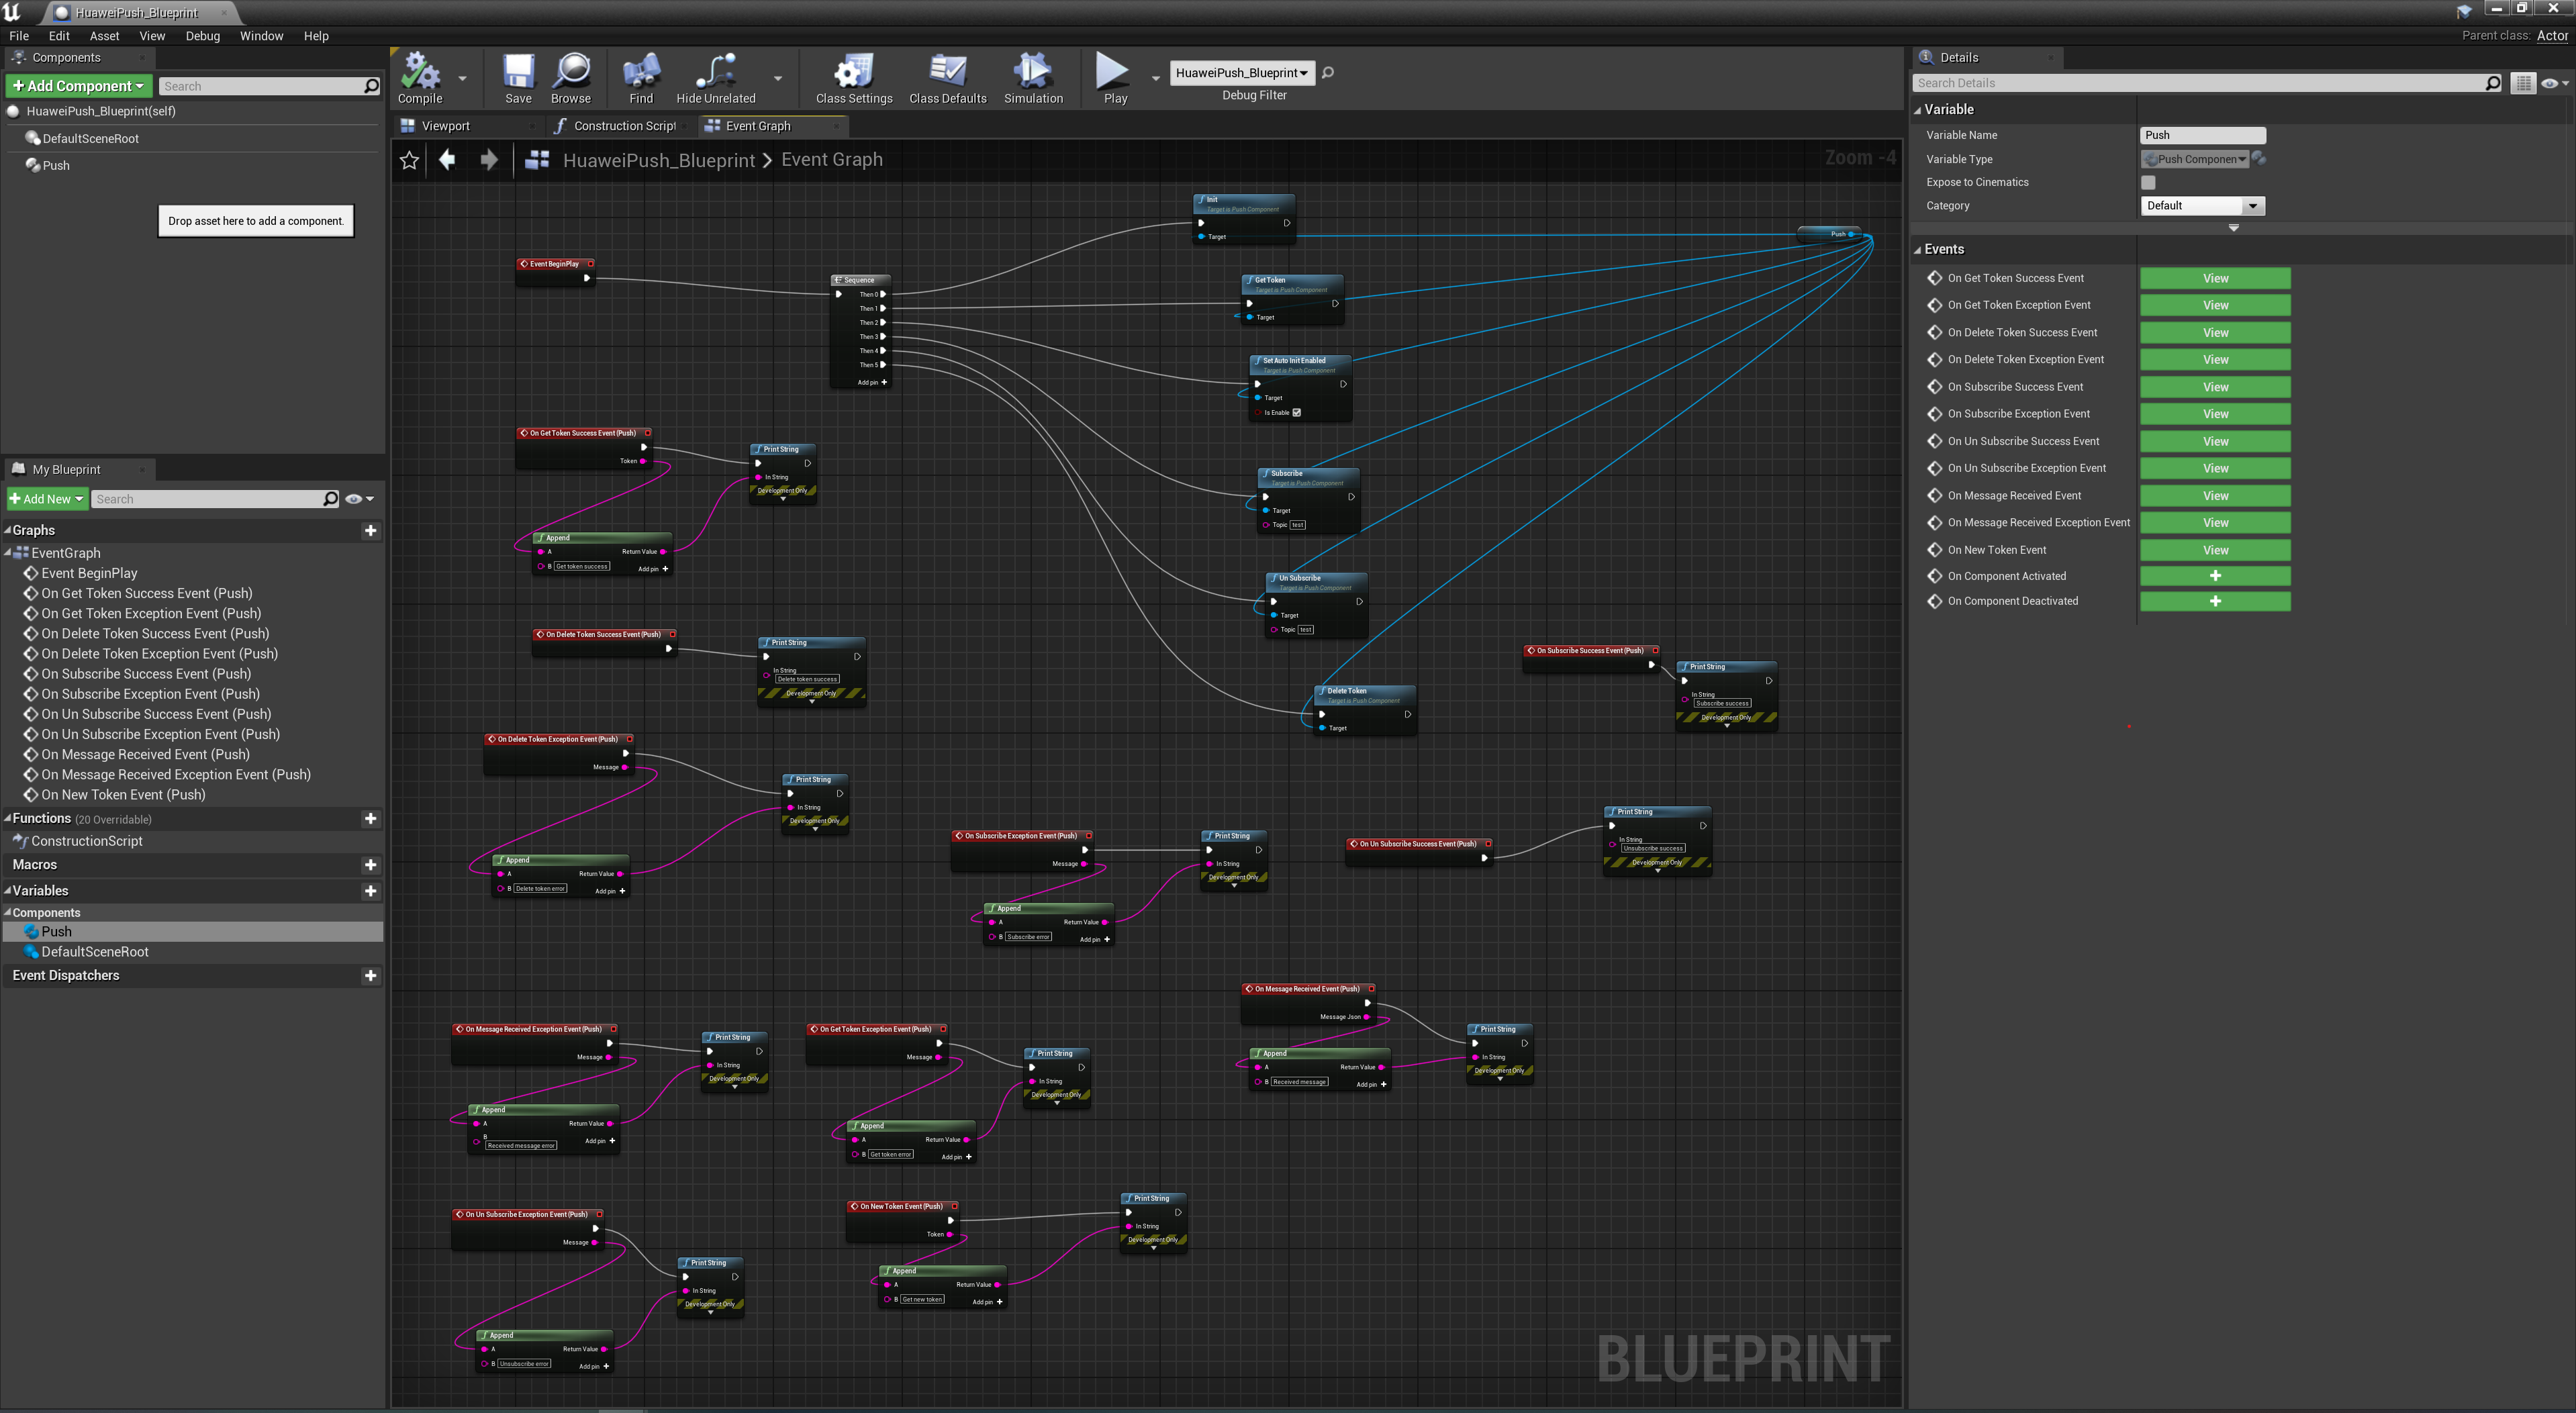 HuaweiPush_Blueprint
File Edit Asset View Debug Window Help
Parent class: Actor
Components
Add Component
Search
HuaweiPush_Blueprint(self)
DefaultSceneRoot
Push
Drop asset here to add a component.
My Blueprint
Add New
Search
Graphs
EventGraph
Event BeginPlay
On Get Token Success Event (Push)
On Get Token Exception Event (Push)
On Delete Token Success Event (Push)
On Delete Token Exception Event (Push)
On Subscribe Success Event (Push)
On Subscribe Exception Event (Push)
On Un Subscribe Success Event (Push)
On Un Subscribe Exception Event (Push)
On Message Received Event (Push)
On Message Received Exception Event (Push)
On New Token Event (Push)
Functions (20 Overridable)
ConstructionScript
Macros
Variables
Components
Push
DefaultSceneRoot
Event Dispatchers
Compile Save Browse Find Hide Unrelated Class Settings Class Defaults Simulation Play
HuaweiPush_Blueprint
Debug Filter
Viewport
Construction Script
Event Graph
HuaweiPush_Blueprint > Event Graph
Zoom -4
Init
Target is Push Component
Target
Push
Event BeginPlay
Sequence
Then 0
Then 1
Then 2
Then 3
Then 4
Then 5
Add pin +
Get Token
Target is Push Component
Target
Set Auto Init Enabled
Target is Push Component
Target
Is Enable
Subscribe
Target is Push Component
Target
Topic test
Un Subscribe
Target is Push Component
Target
Topic test
Delete Token
Target is Push Component
Target
On Get Token Success Event (Push)
Token
Print String
In String
Development Only
Append
A Return Value
B Get token success Add pin +
On Delete Token Success Event (Push)
Print String
In String
Delete token success
Development Only
On Subscribe Success Event (Push)
Print String
In String
Subscribe success
Development Only
On Delete Token Exception Event (Push)
Message
Print String
In String
Development Only
Append
A Return Value
B Delete token error Add pin +
On Subscribe Exception Event (Push)
Message
Print String
In String
Development Only
Append
A Return Value
B Subscribe error Add pin +
On Un Subscribe Success Event (Push)
Print String
In String
Unsubscribe success
Development Only
On Message Received Event (Push)
Message Json
Print String
In String
Development Only
Append
A Return Value
B Received message Add pin +
On Message Received Exception Event (Push)
Message
Print String
In String
Development Only
Append
A Return Value
B
Received message error Add pin +
On Get Token Exception Event (Push)
Message
Print String
In String
Development Only
Append
A Return Value
B Get token error Add pin +
On Un Subscribe Exception Event (Push)
Message
Print String
In String
Development Only
Append
A Return Value
B Unsubscribe error Add pin +
On New Token Event (Push)
Token
Print String
In String
Development Only
Append
A Return Value
B Get new token Add pin +
BLUEPRINT
Details
Search Details
Variable
Variable Name Push
Variable Type Push Componen
Expose to Cinematics
Category Default
Events
On Get Token Success Event View
On Get Token Exception Event View
On Delete Token Success Event View
On Delete Token Exception Event View
On Subscribe Success Event View
On Subscribe Exception Event View
On Un Subscribe Success Event View
On Un Subscribe Exception Event View
On Message Received Event View
On Message Received Exception Event View
On New Token Event View
On Component Activated +
On Component Deactivated +